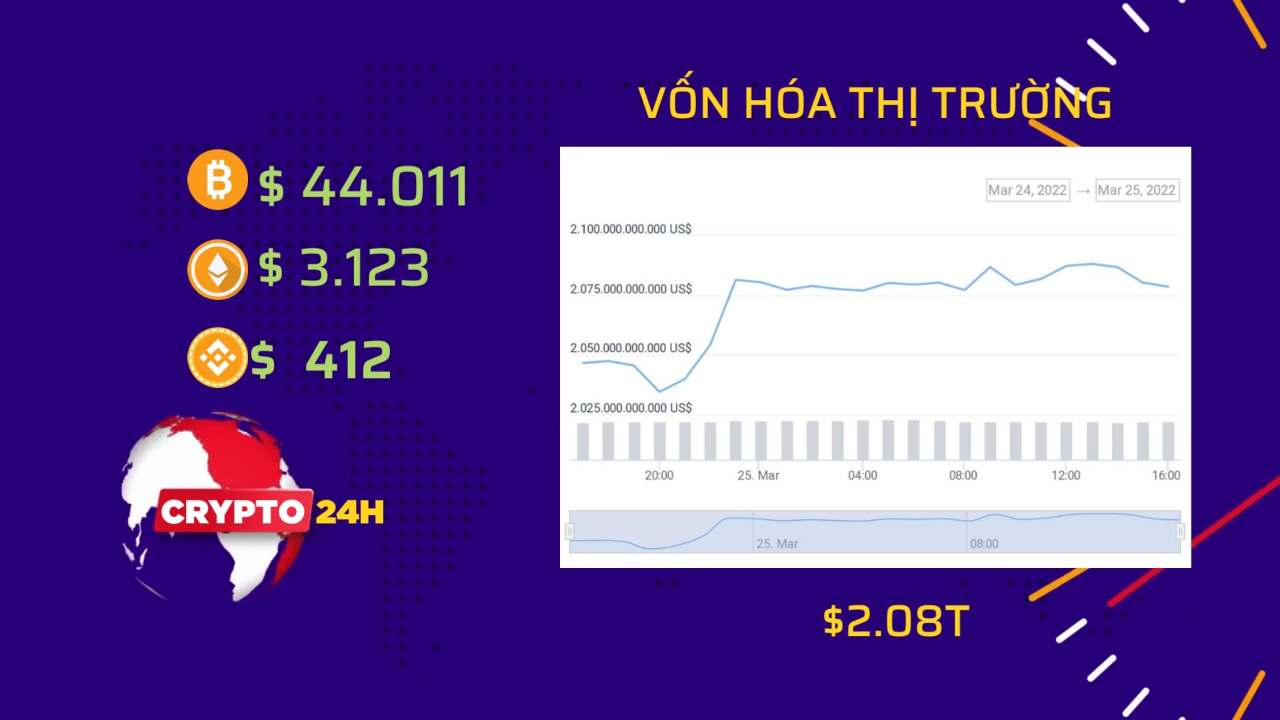 VỐN HÓA THỊ TRƯỜNG
$ 44.011
$ 3.123
$ 412
CRYPTO 24H
Mar 24, 2022 → Mar 25, 2022
2.100.000.000.000 US$
2.075.000.000.000 US$
2.050.000.000.000 US$
2.025.000.000.000 US$
20:00 25. Mar 04:00 08:00 12:00 16:00
25. Mar 08:00
$2.08T